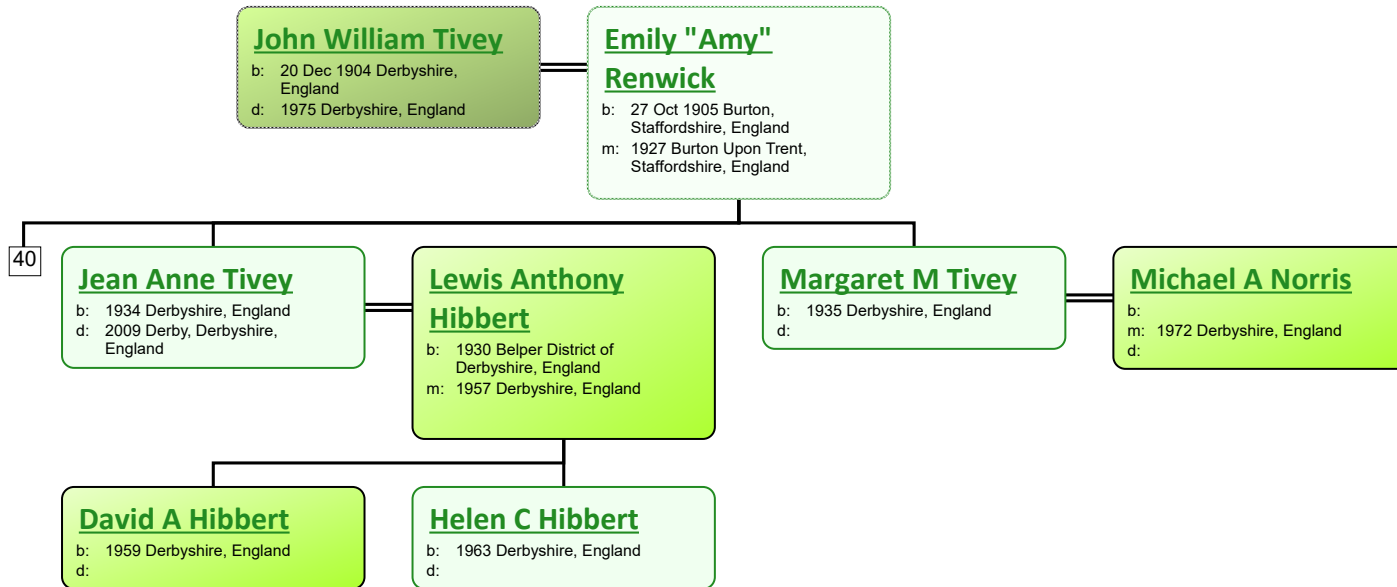 John William Tivey
b: 20 Dec 1904 Derbyshire,
England
d: 1975 Derbyshire, England
Emily "Amy"
Renwick
b: 27 Oct 1905 Burton,
Staffordshire, England
m: 1927 Burton Upon Trent,
Staffordshire, England
40
Jean Anne Tivey
b: 1934 Derbyshire, England
d: 2009 Derby, Derbyshire,
England
Lewis Anthony
Hibbert
b: 1930 Belper District of
Derbyshire, England
m: 1957 Derbyshire, England
Margaret M Tivey
b: 1935 Derbyshire, England
d:
Michael A Norris
b:
m: 1972 Derbyshire, England
d:
David A Hibbert
b: 1959 Derbyshire, England
d:
Helen C Hibbert
b: 1963 Derbyshire, England
d: